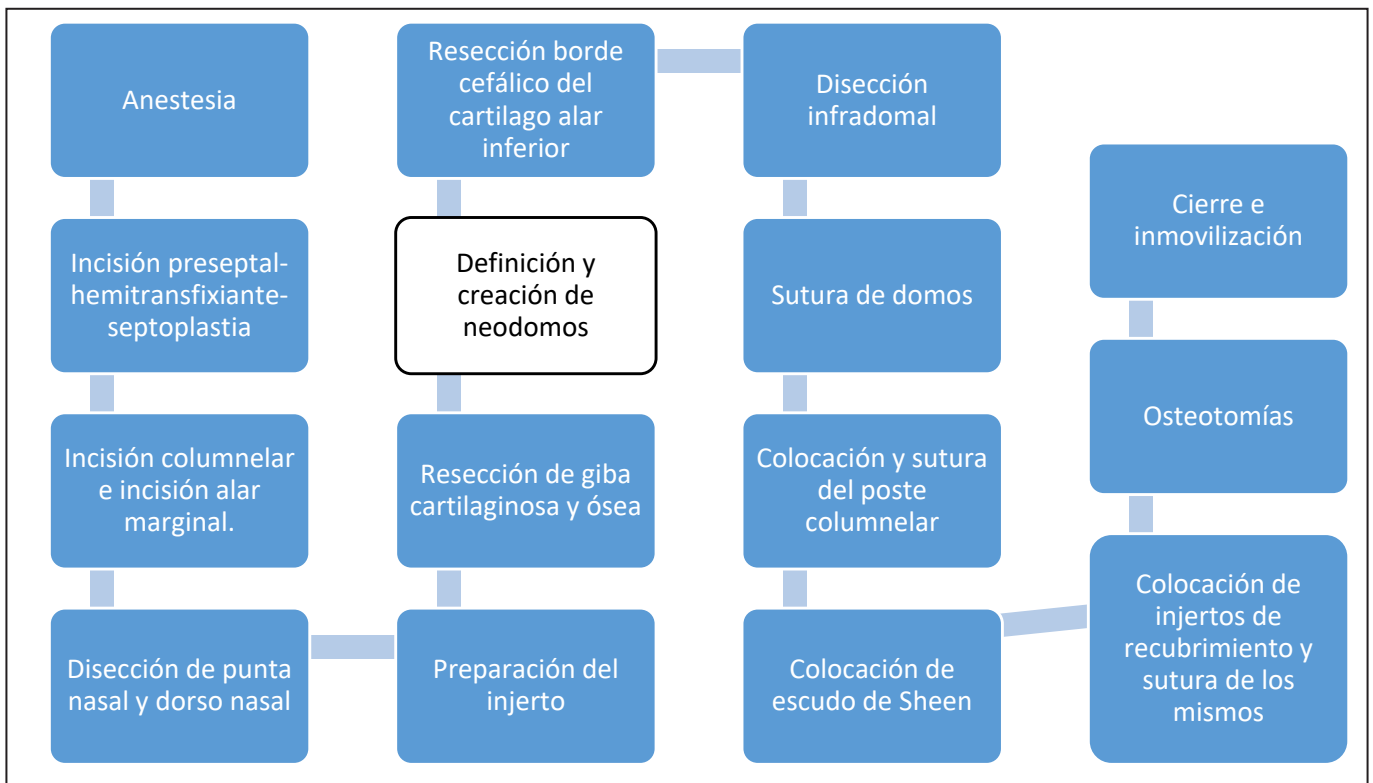 Anestesia
Incisión preseptal-
hemitransfixiante-
septoplastia
Incisión columnelar
e incisión alar
marginal.
Disección de punta
nasal y dorso nasal
Preparación del
injerto
Resección de giba
cartilaginosa y ósea
Definición y
creación de
neodomos
Resección borde
cefálico del
cartilago alar
inferior
Disección
infradomal
Sutura de domos
Colocación y sutura
del poste
columnelar
Colocación de
escudo de Sheen
Colocación de
injertos de
recubrimiento y
sutura de los
mismos
Osteotomías
Cierre e
inmovilización